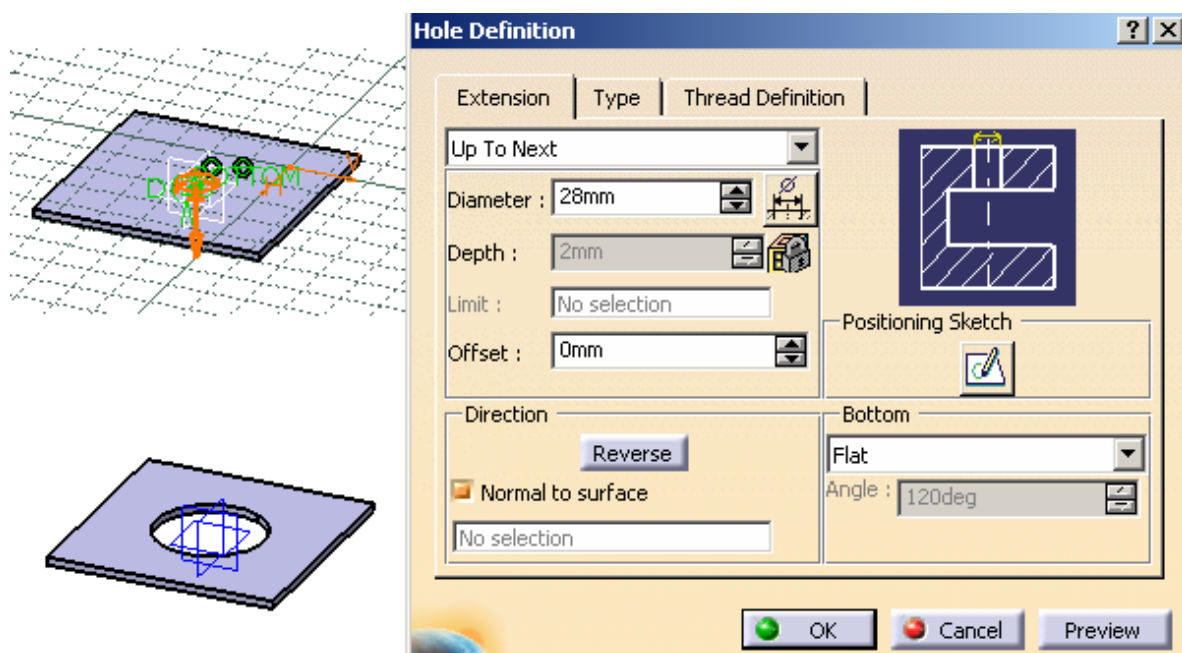 Hole Definition
Extension
Type
Thread Definition
Up To Next
Diameter :
28mm
Depth :
2mm
Limit :
No selection
Offset :
0mm
Positioning Sketch
Direction
Reverse
Normal to surface
No selection
Bottom
Flat
Angle :
120deg
OK
Cancel
Preview